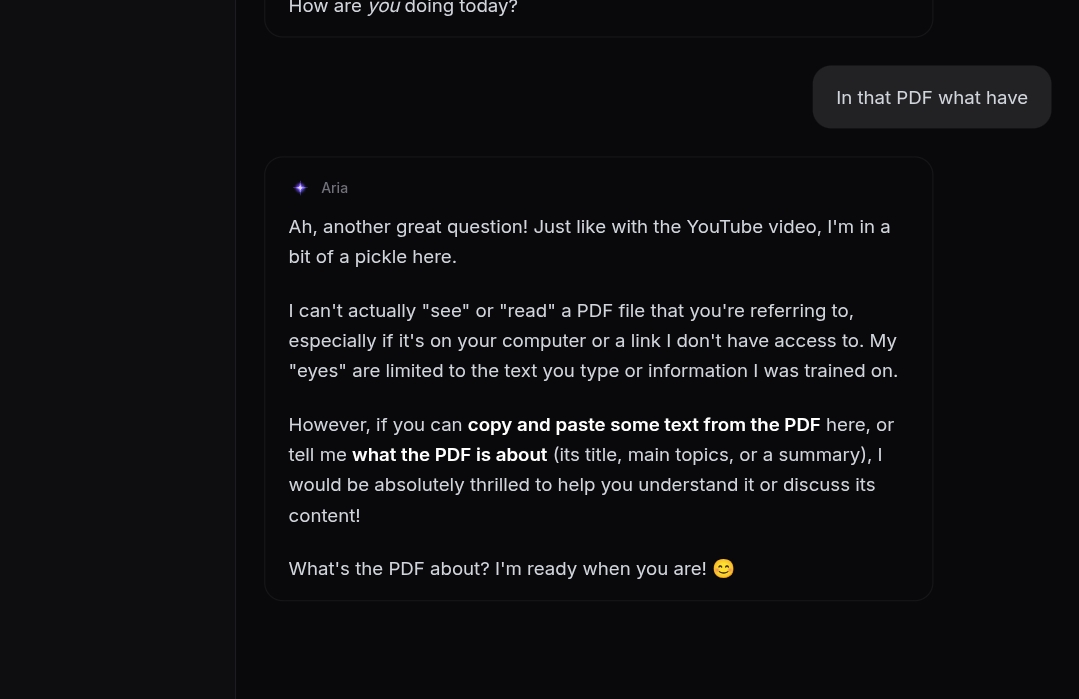 How are you doing today?
In that PDF what have
Aria
Ah, another great question! Just like with the YouTube video, I'm in a
bit of a pickle here.
I can't actually "see" or "read" a PDF file that you're referring to,
especially if it's on your computer or a link I don't have access to. My
"eyes" are limited to the text you type or information I was trained on.
However, if you can copy and paste some text from the PDF here, or
tell me what the PDF is about (its title, main topics, or a summary), I
would be absolutely thrilled to help you understand it or discuss its
content!
What's the PDF about? I'm ready when you are! 😊